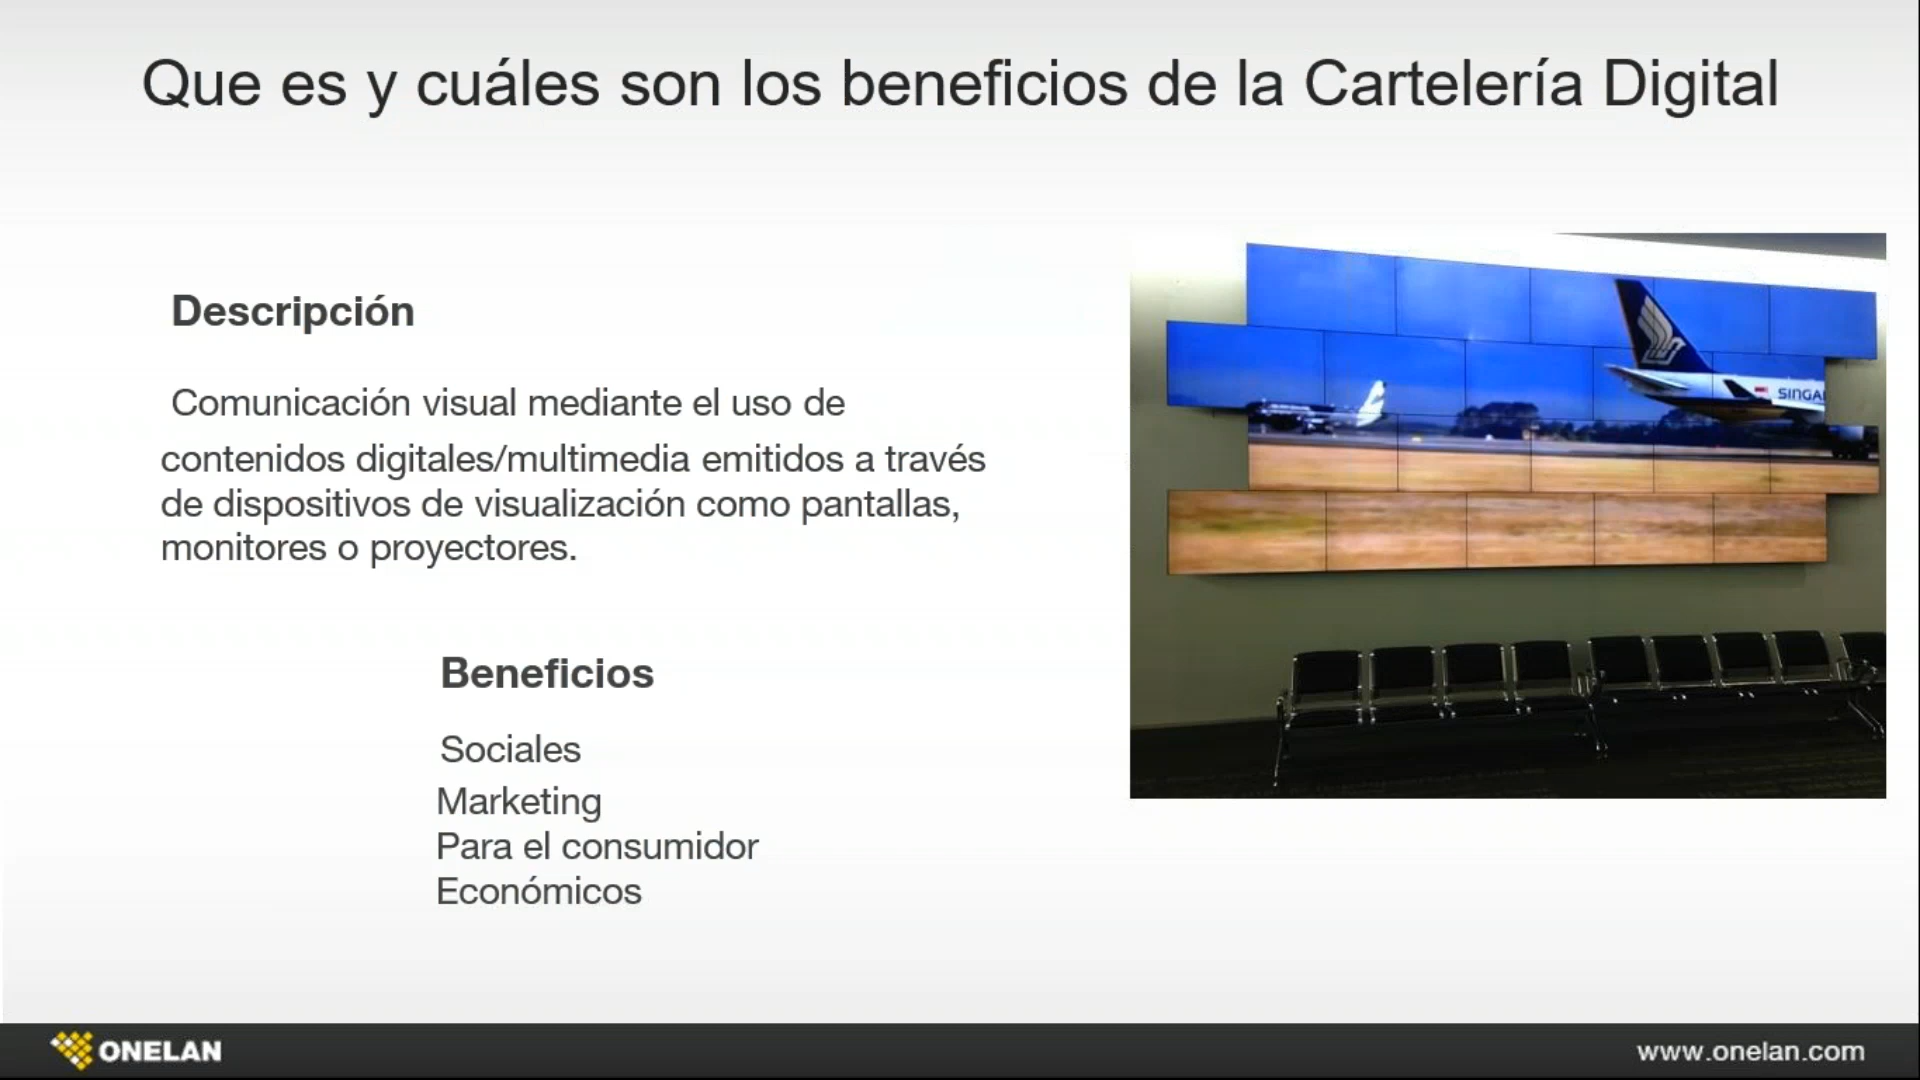 Que es y cuáles son los beneficios de la Cartelería Digital
Descripción
Comunicación visual mediante el uso de
contenidos digitales/multimedia emitidos a través
de dispositivos de visualización como pantallas,
monitores o proyectores.
SINGA
Beneficios
Sociales
Marketing
Para el consumidor
Económicos
ONELAN
www.onelan.com